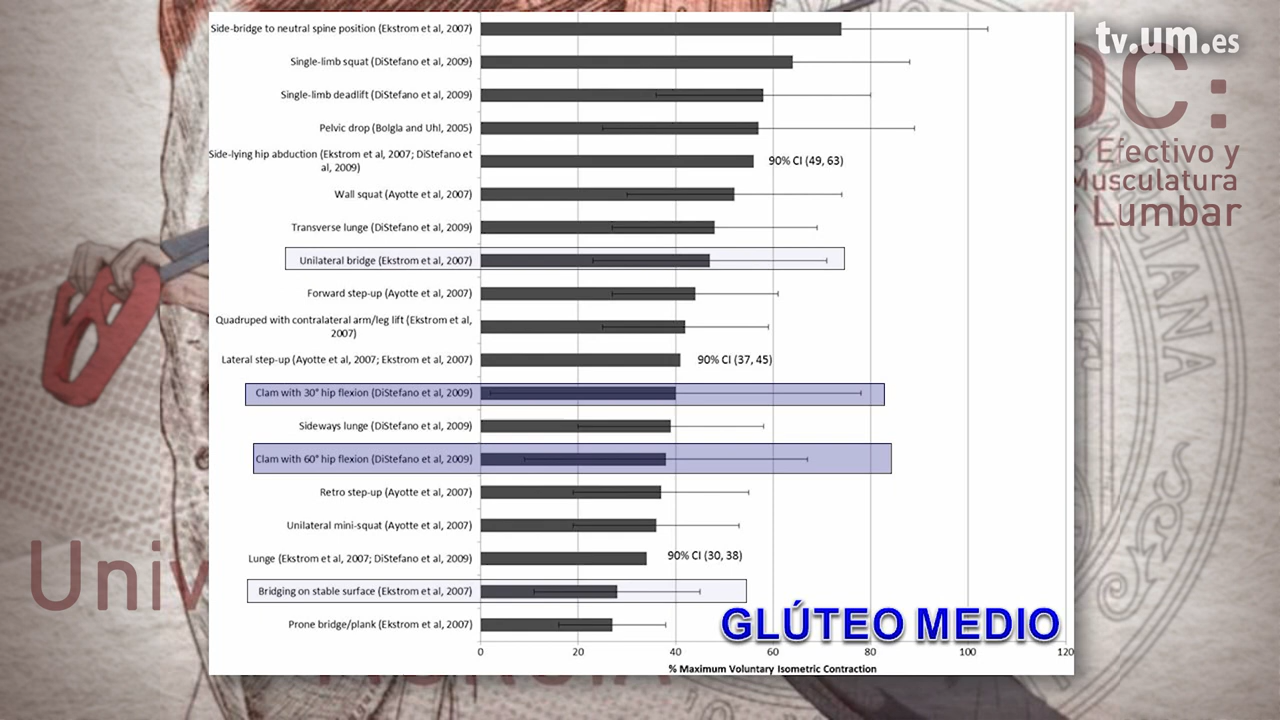 tv.um.es
OC:
o Efectivo y
Musculatura
y Lumbar
Side-bridge to neutral spine position (Ekstrom et al, 2007)
Single-limb squat (DiStefano et al, 2009)
Single-limb deadlift (DiStefano et al, 2009)
Pelvic drop (Bolgla and Uhl, 2005)
Side-lying hip abduction (Ekstrom et al, 2007; DiStefano et
al, 2009)
90% CI (49, 63)
Wall squat (Ayotte et al, 2007)
Transverse lunge (DiStefano et al, 2009)
Unilateral bridge (Ekstrom et al, 2007)
Forward step-up (Ayotte et al, 2007)
Quadruped with contralateral arm/leg lift (Ekstrom et al,
2007)
Lateral step-up (Ayotte et al, 2007; Ekstrom et al, 2007)
90% CI (37, 45)
Clam with 30° hip flexion (DiStefano et al, 2009)
Sideways lunge (DiStefano et al, 2009)
Clam with 60° hip flexion (DiStefano et al, 2009)
Retro step-up (Ayotte et al, 2007)
Unilateral mini-squat (Ayotte et al, 2007)
Lunge (Ekstrom et al, 2007; DiStefano et al, 2009)
90% CI (30, 38)
Bridging on stable surface (Ekstrom et al, 2007)
Prone bridge/plank (Ekstrom et al, 2007)
GLÚTEO MEDIO
0 20 40 60 80 100 120
% Maximum Voluntary Isometric Contraction
Univ
LIANA